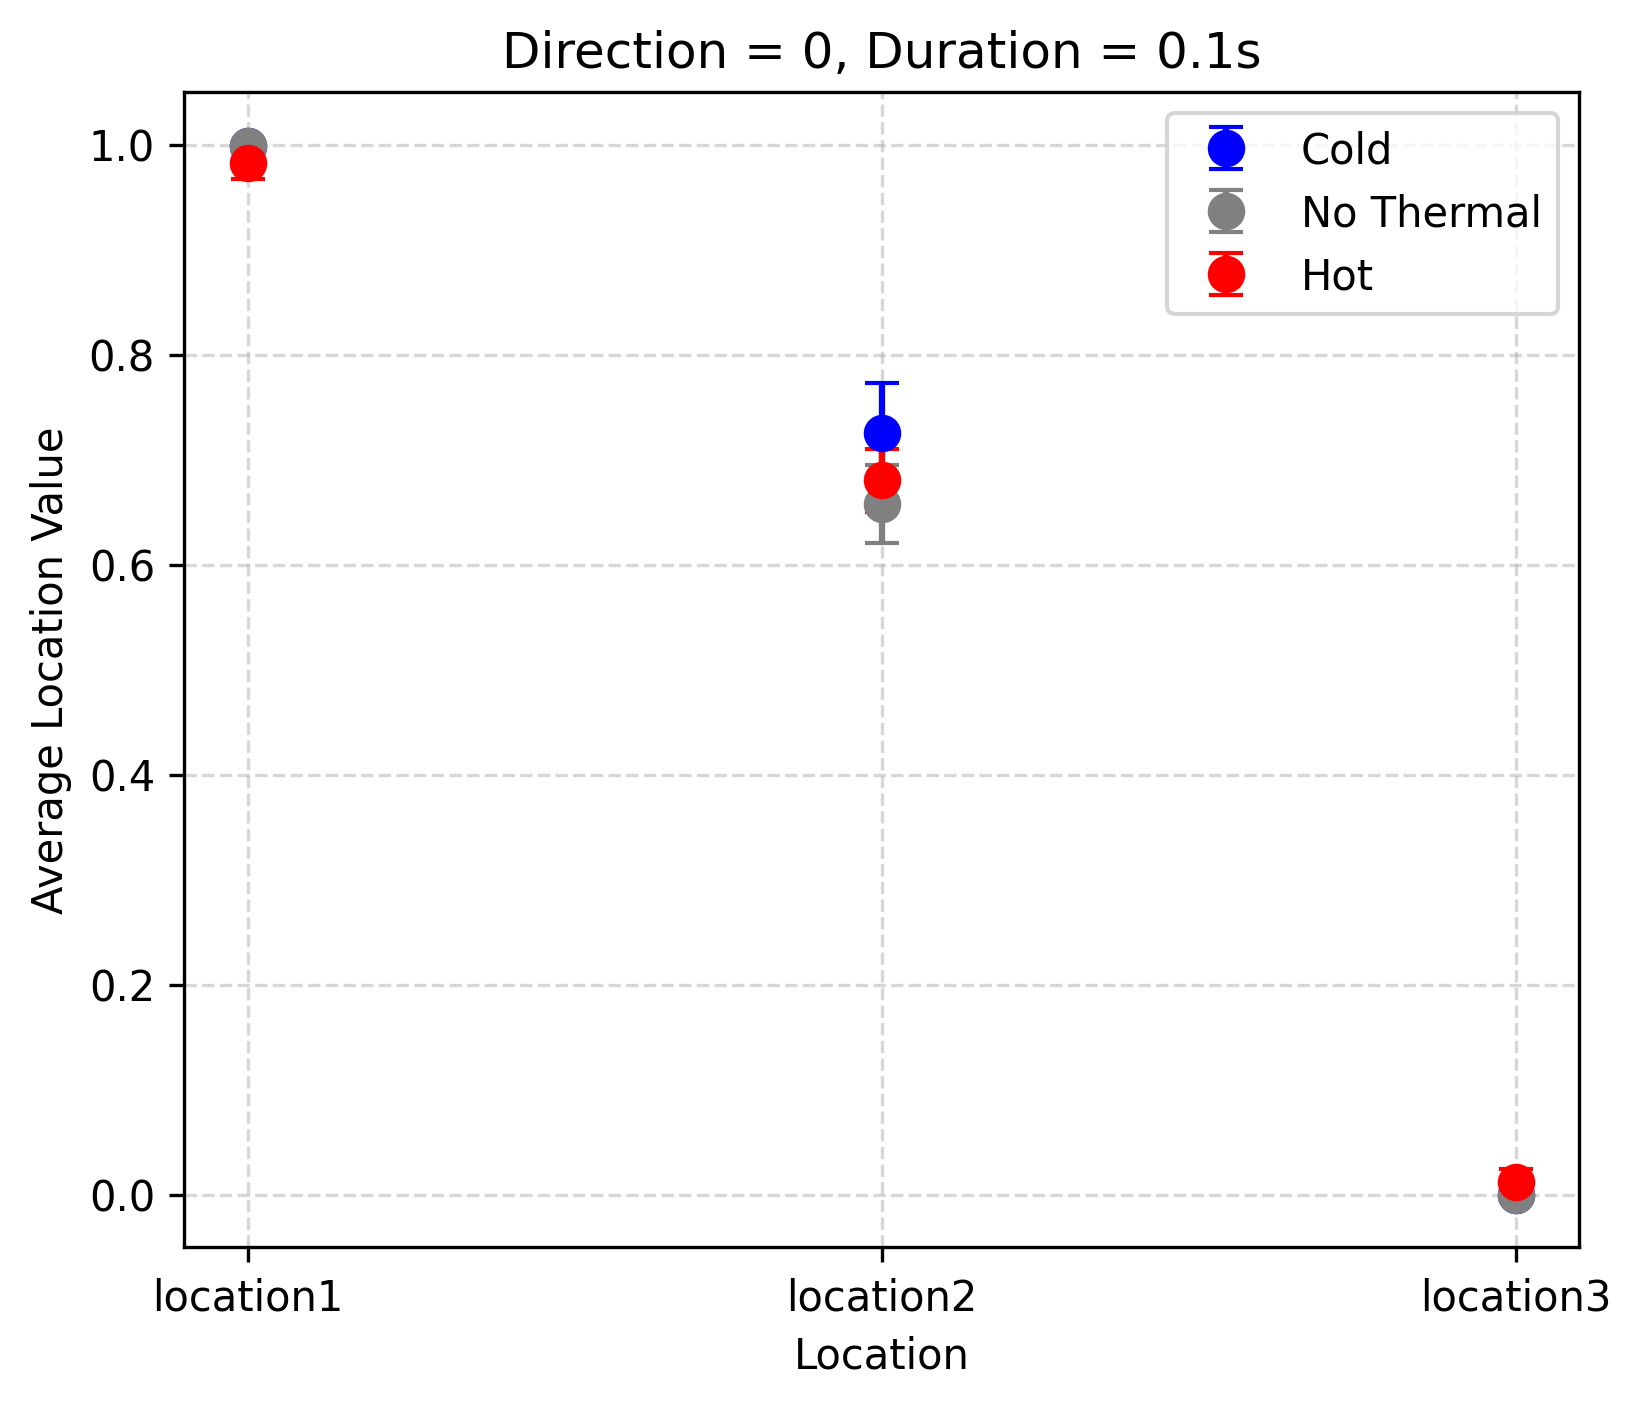 Direction = 0, Duration = 0.1s
1.0
0.8
0.6
0.4
0.2
0.0
Average Location Value
Cold
No Thermal
Hot
location1
location2
location3
Location